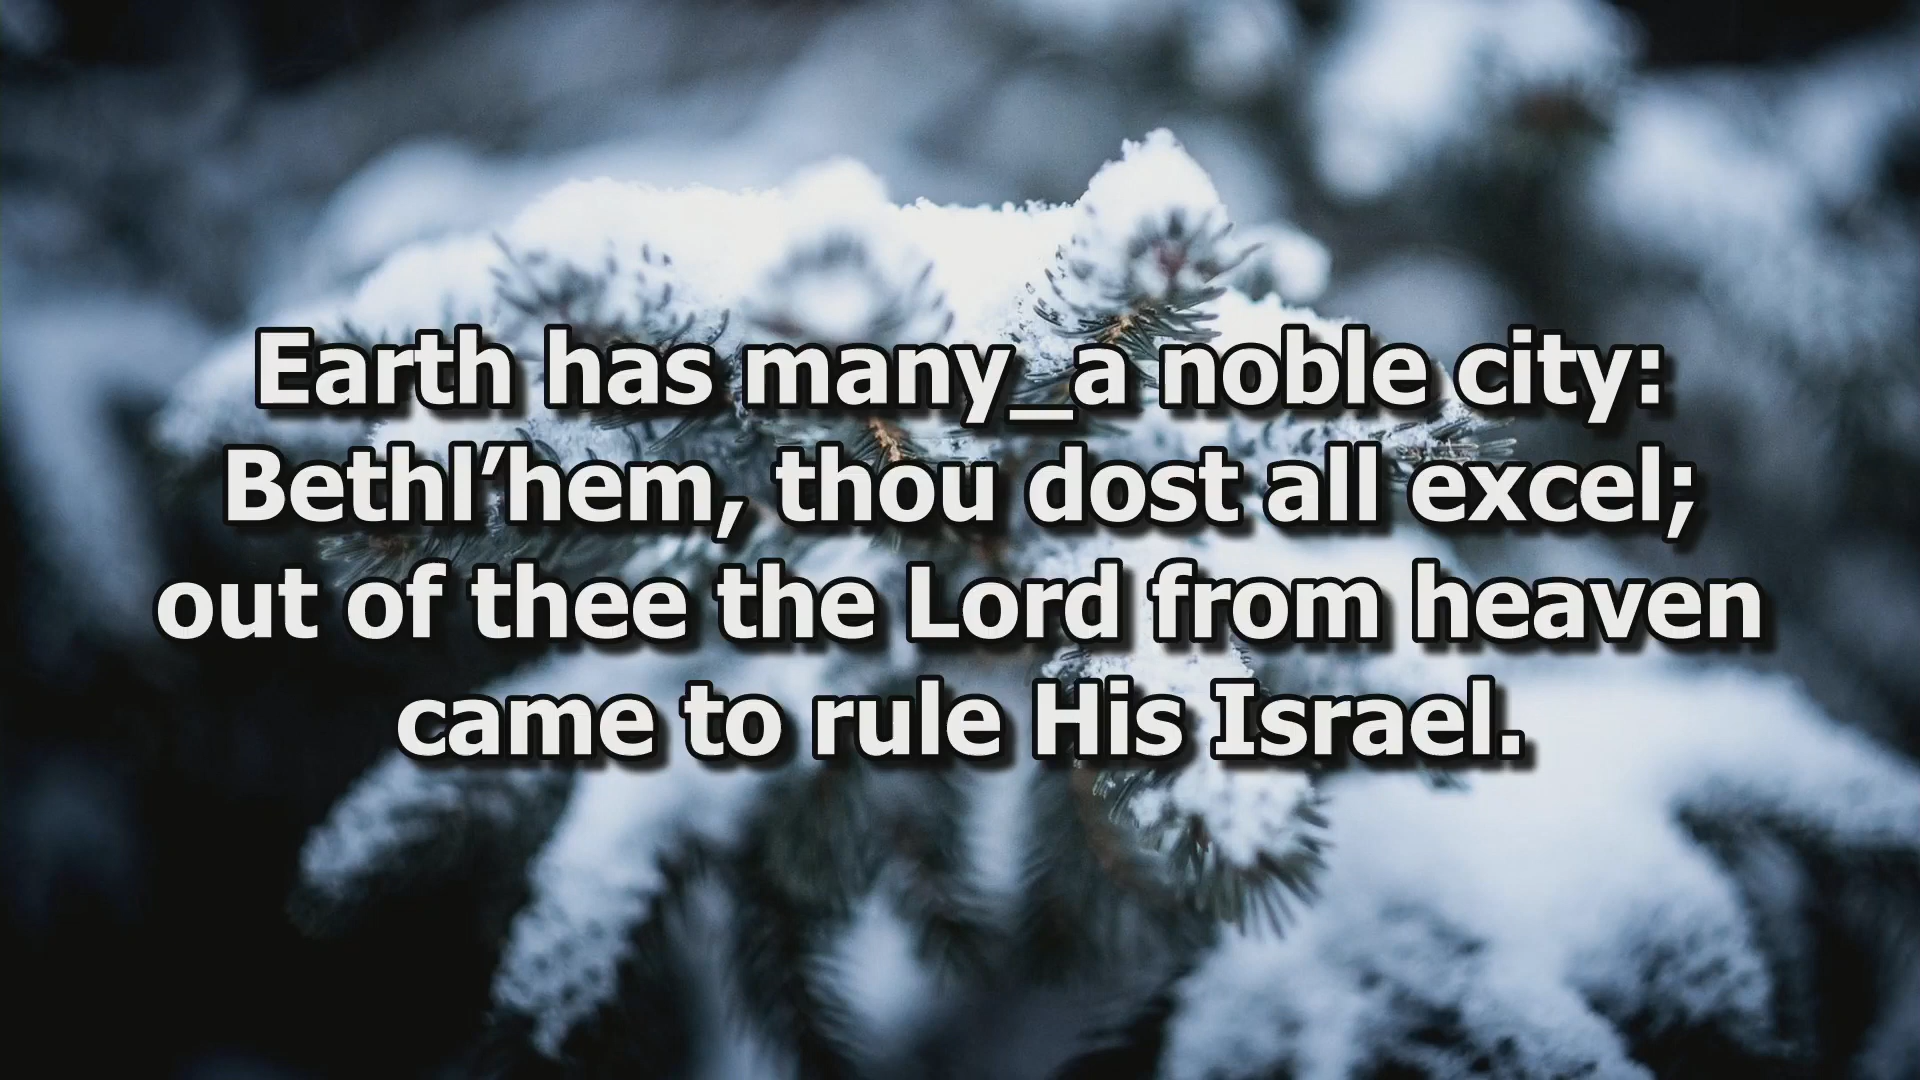 Earth has many_a noble city:
Bethl’hem, thou dost all excel;
out of thee the Lord from heaven
came to rule His Israel.